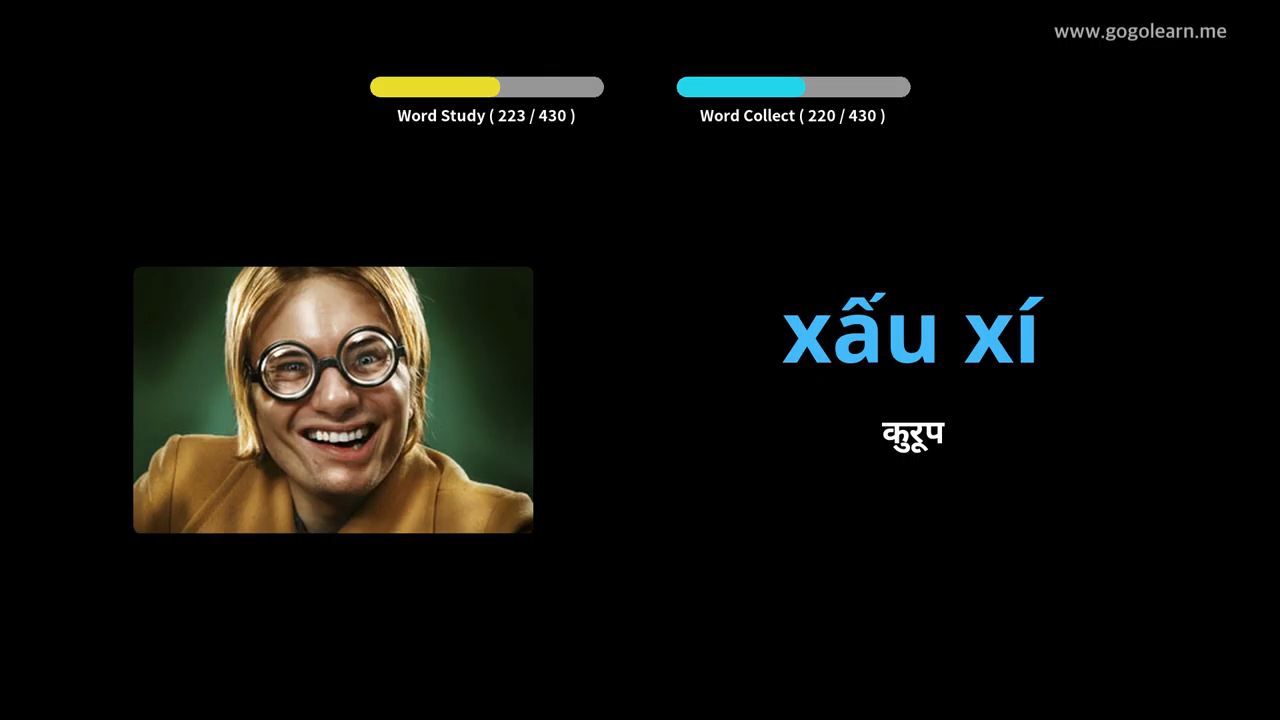 www.gogolearn.me
Word Study ( 223 / 430 )
Word Collect ( 220 / 430 )
xấu xí
कुरूप